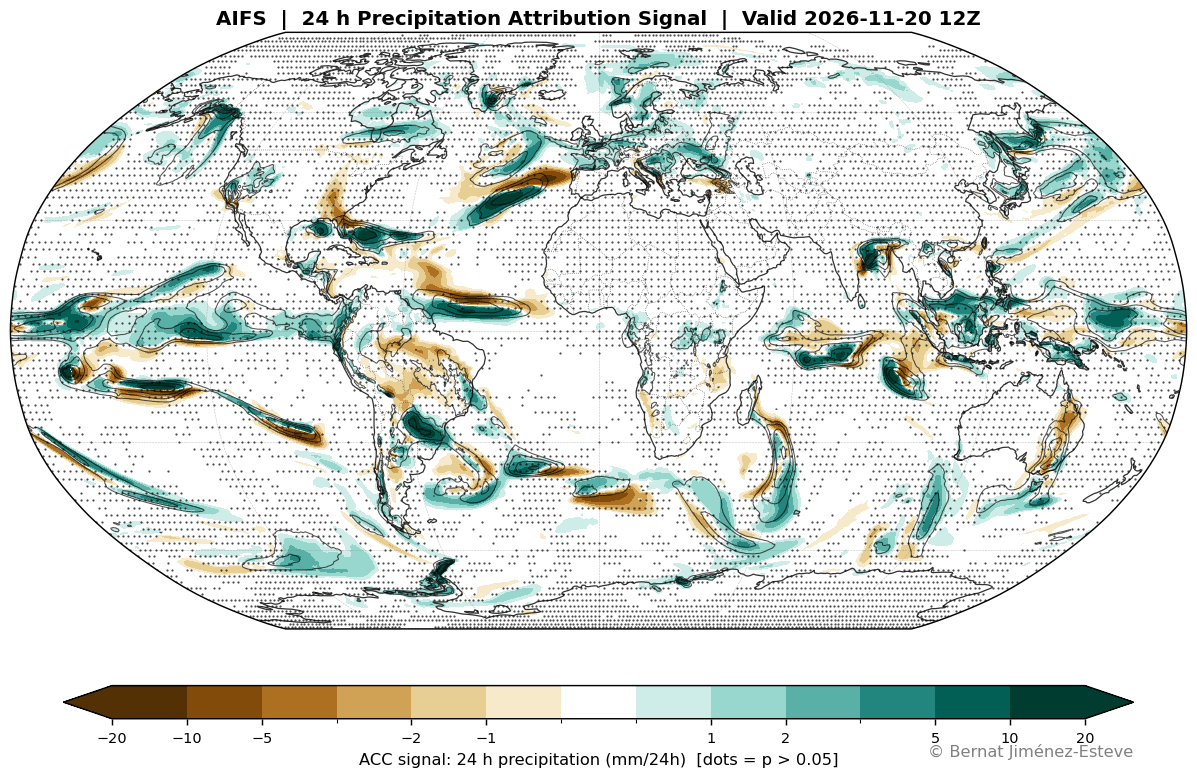 AIFS | 24 h Precipitation Attribution Signal | Valid 2026-11-20 12Z
−20 −10 −5 −2 −1 1 2 5 10 20
© Bernat Jiménez-Esteve
ACC signal: 24 h precipitation (mm/24h) [dots = p > 0.05]